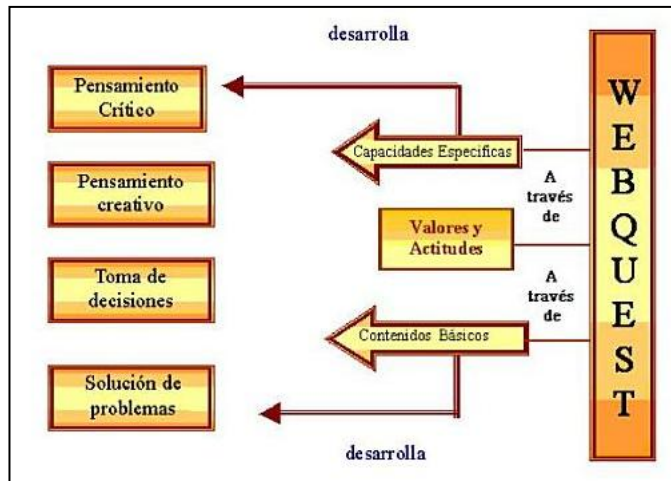 desarrolla
Pensamiento
Crítico
Capacidades Especificas
Pensamiento
creativo
A
través
de
Valores y
Actitudes
Toma de
decisiones
A
través
de
Contenidos Básicos
Solución de
problemas
desarrolla
W
E
B
Q
U
E
S
T